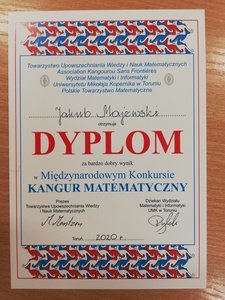 Towarzystwo Upowszechniania Wiedzy i Nauk Matematycznych
Association Kangourou Sans Frontières
Wydział Matematyki i Informatyki
Uniwersytetu Mikołaja Kopernika w Toruniu
Polskie Towarzystwo Matematyczne
Jakub Majewski
otrzymuje
DYPLOM
za bardzo dobry wynik
w Międzynarodowym Konkursie
KANGUR MATEMATYCZNY
Prezes
Towarzystwa Upowszechniania Wiedzy
i Nauk Matematycznych
Dziekan Wydziału
Matematyki i Informatyki
UMK w Toruniu
Toruń, 2020 r.